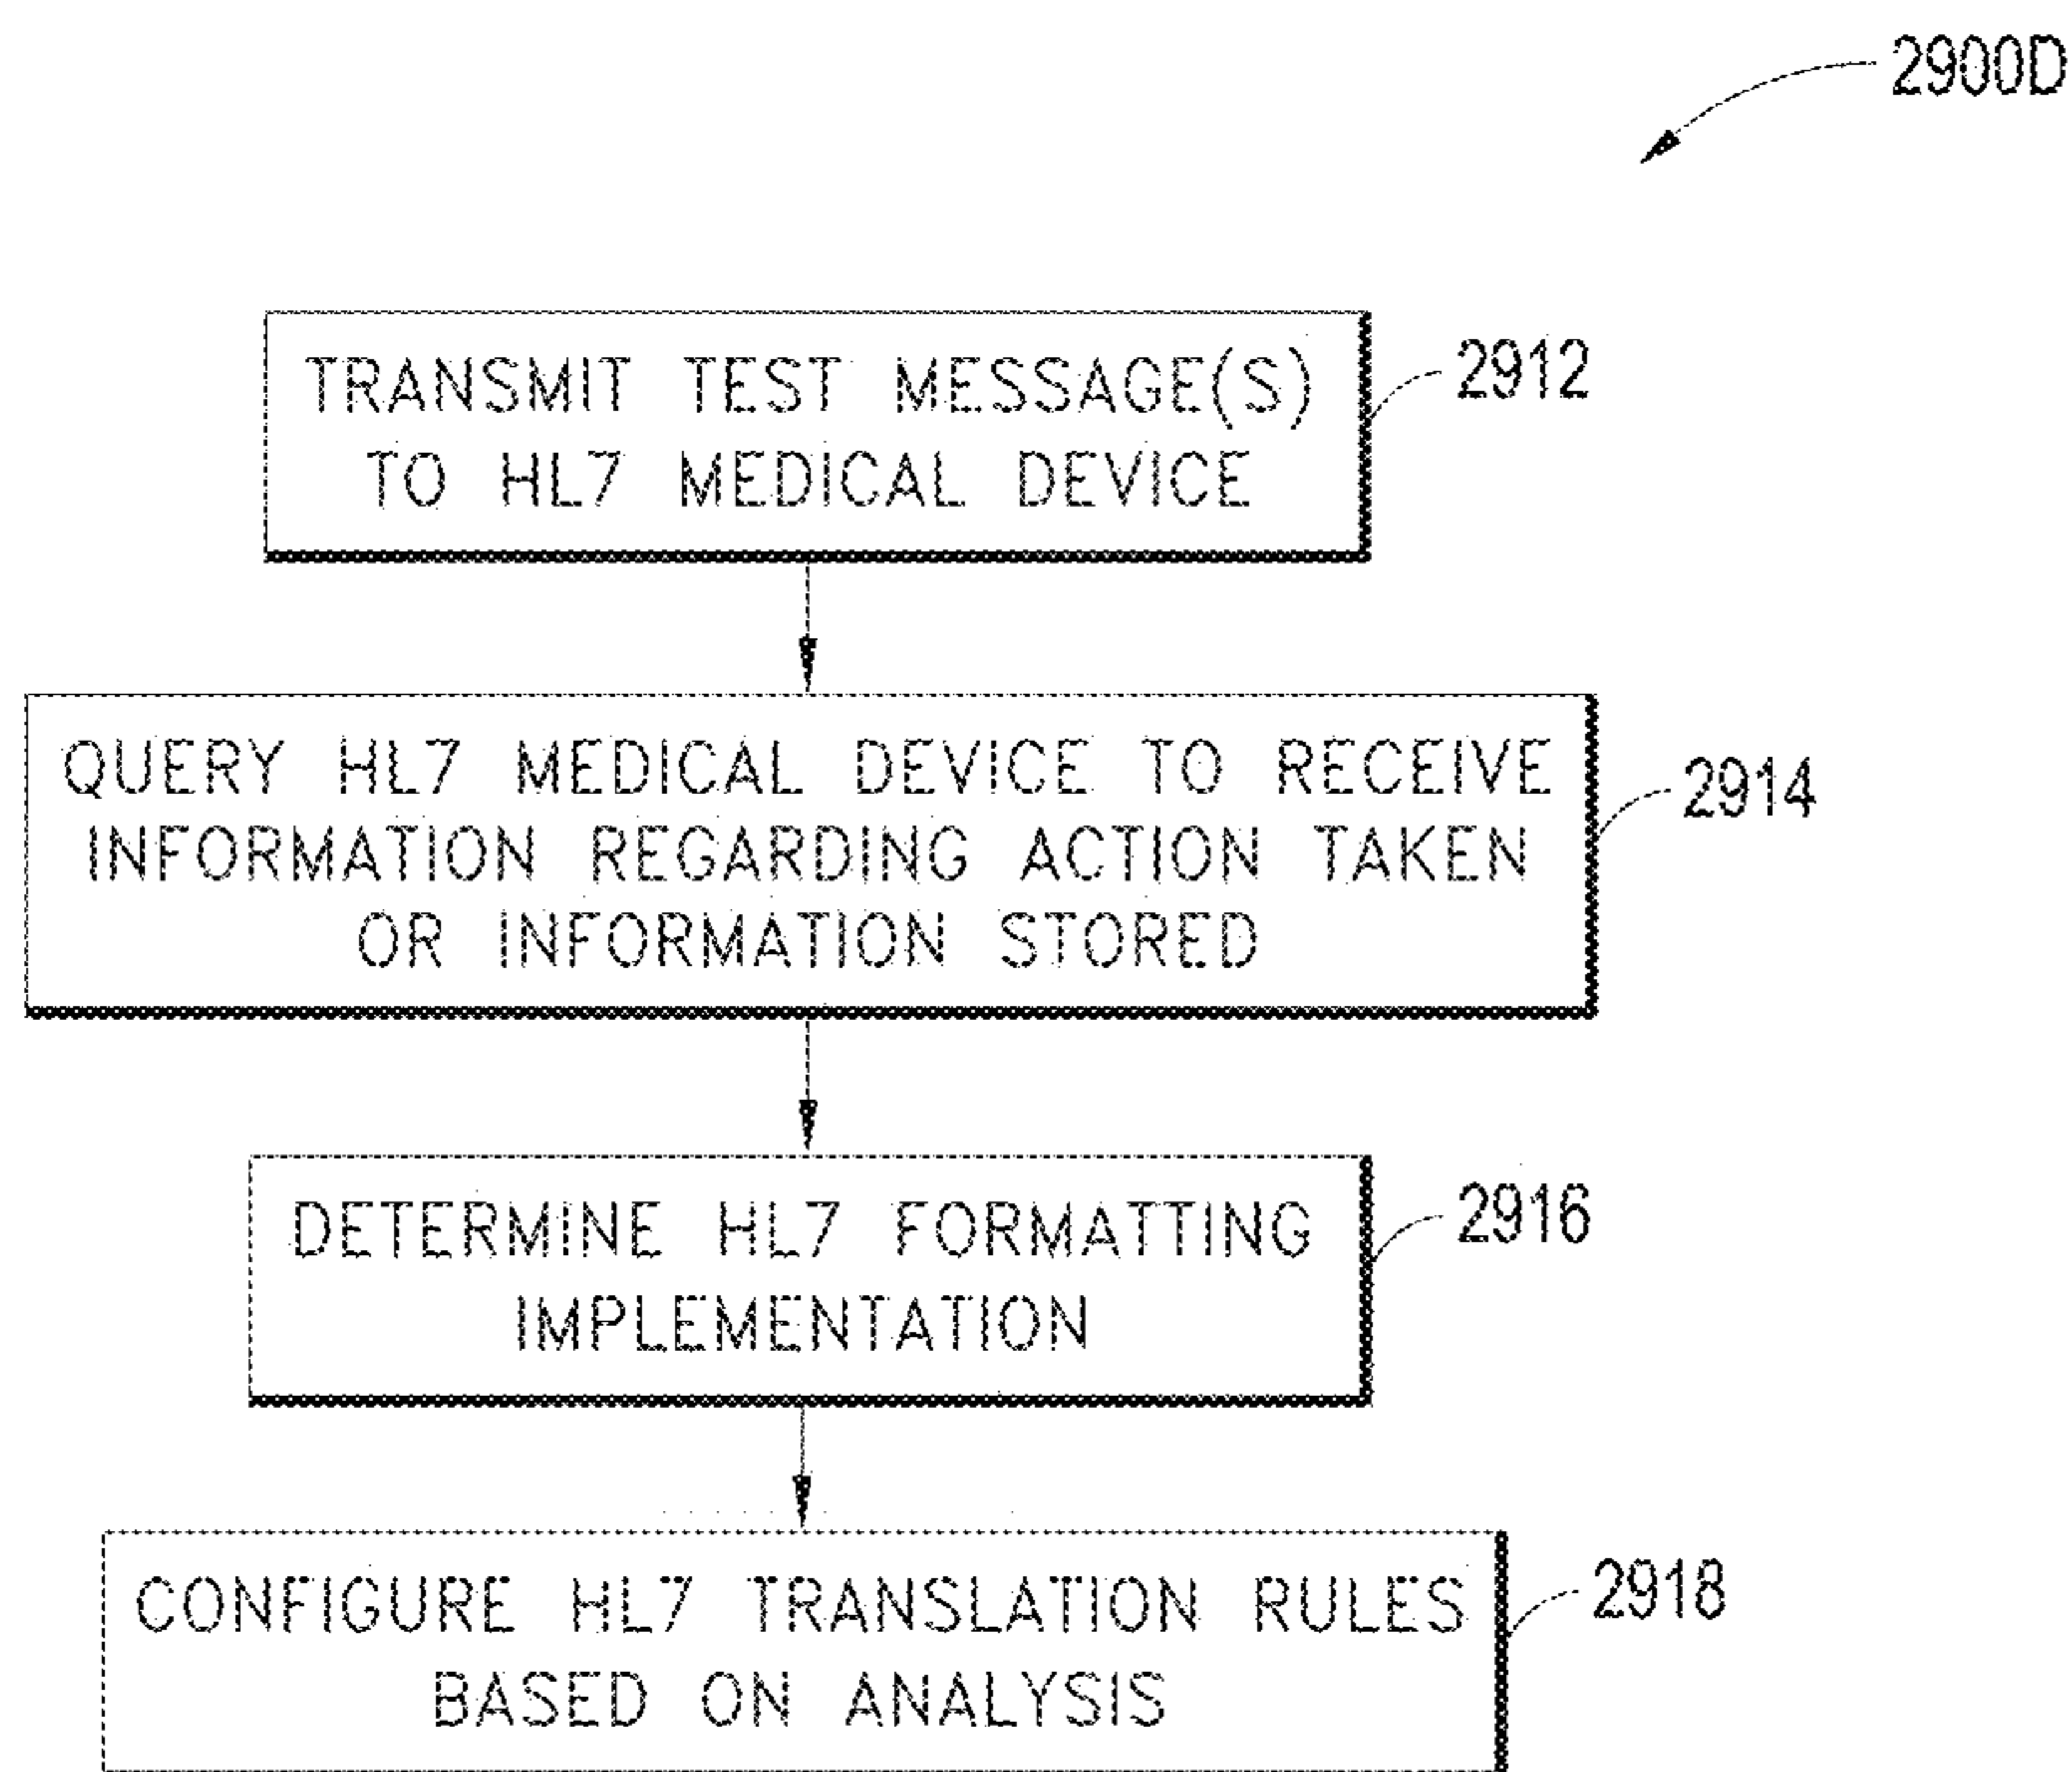 2900D
TRANSMIT TEST MESSAGE(S)
TO HL7 MEDICAL DEVICE
2912
QUERY HL7 MEDICAL DEVICE TO RECEIVE
INFORMATION REGARDING ACTION TAKEN
OR INFORMATION STORED
2914
DETERMINE HL7 FORMATTING
IMPLEMENTATION
2916
CONFIGURE HL7 TRANSLATION RULES
BASED ON ANALYSIS
2918